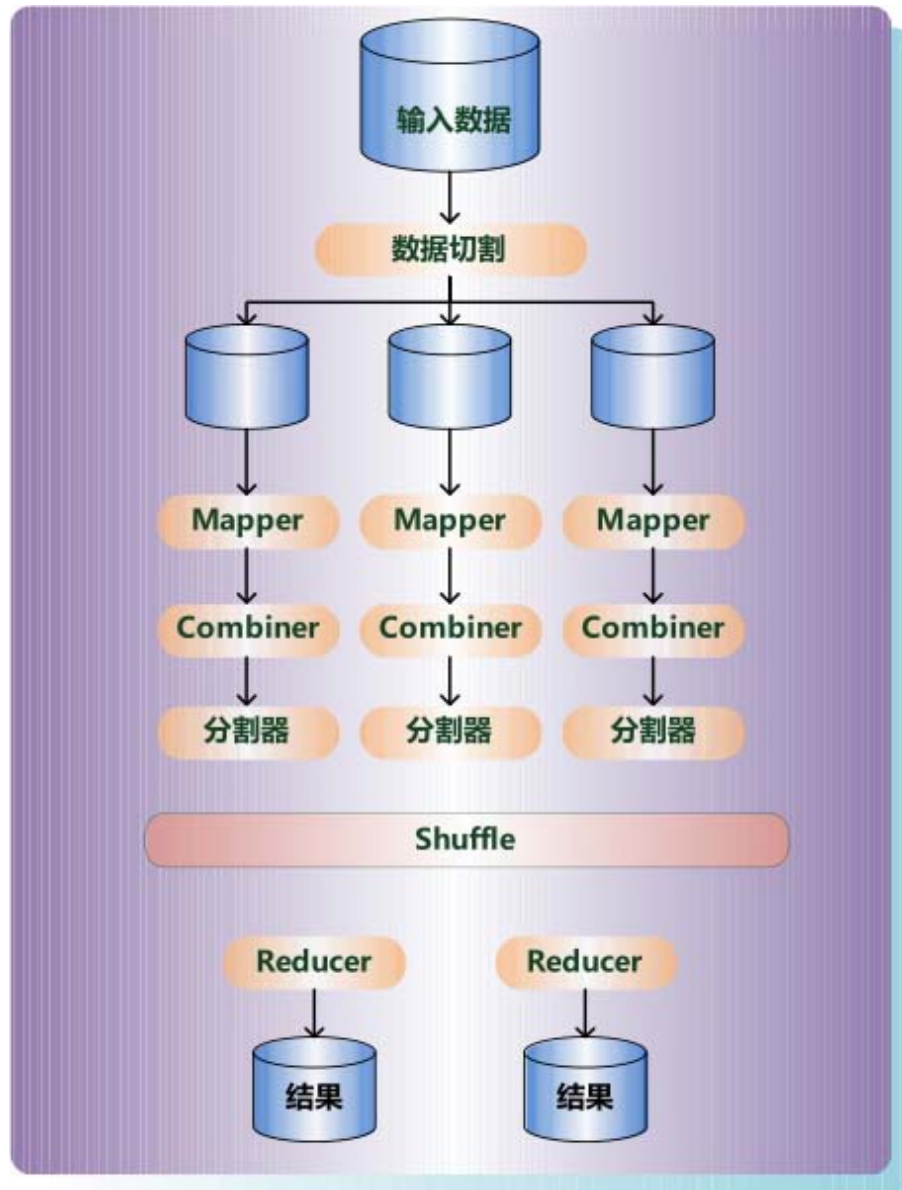 输入数据
数据切割
Mapper Mapper Mapper
Combiner Combiner Combiner
分割器 分割器 分割器
Shuffle
Reducer Reducer
结果 结果